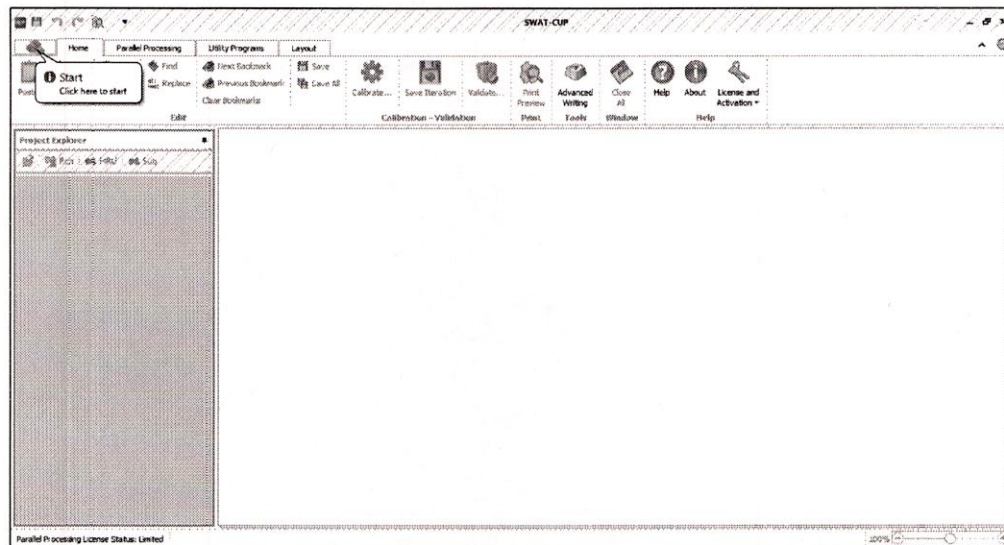 SWAT-CUP
Home Parallel Processing Utility Programs Layout
Start
Click here to start
Find
Replace
Next Bookmark
Previous Bookmark
Clear Bookmarks
Save
Save All
Calibrate... Save Iteration Validate... Print Preview Advanced Writing Close All Help About License and Activation
Edit Calibration - Validation Print Tools Window Help
Project Explorer
Parallel Processing License Status: Limited
100%